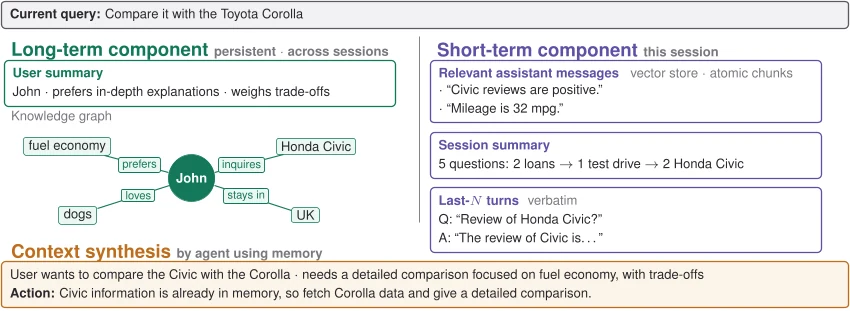 Current query: Compare it with the Toyota Corolla
Long-term component persistent · across sessions
User summary
John · prefers in-depth explanations · weighs trade-offs
Knowledge graph
fuel economy
Honda Civic
prefers
inquires
John
loves
stays in
dogs
UK
Short-term component this session
Relevant assistant messages vector store · atomic chunks
· “Civic reviews are positive.”
· “Mileage is 32 mpg.”
Session summary
5 questions: 2 loans → 1 test drive → 2 Honda Civic
Last-N turns verbatim
Q: “Review of Honda Civic?”
A: “The review of Civic is. . . ”
Context synthesis by agent using memory
User wants to compare the Civic with the Corolla · needs a detailed comparison focused on fuel economy, with trade-offs
Action: Civic information is already in memory, so fetch Corolla data and give a detailed comparison.